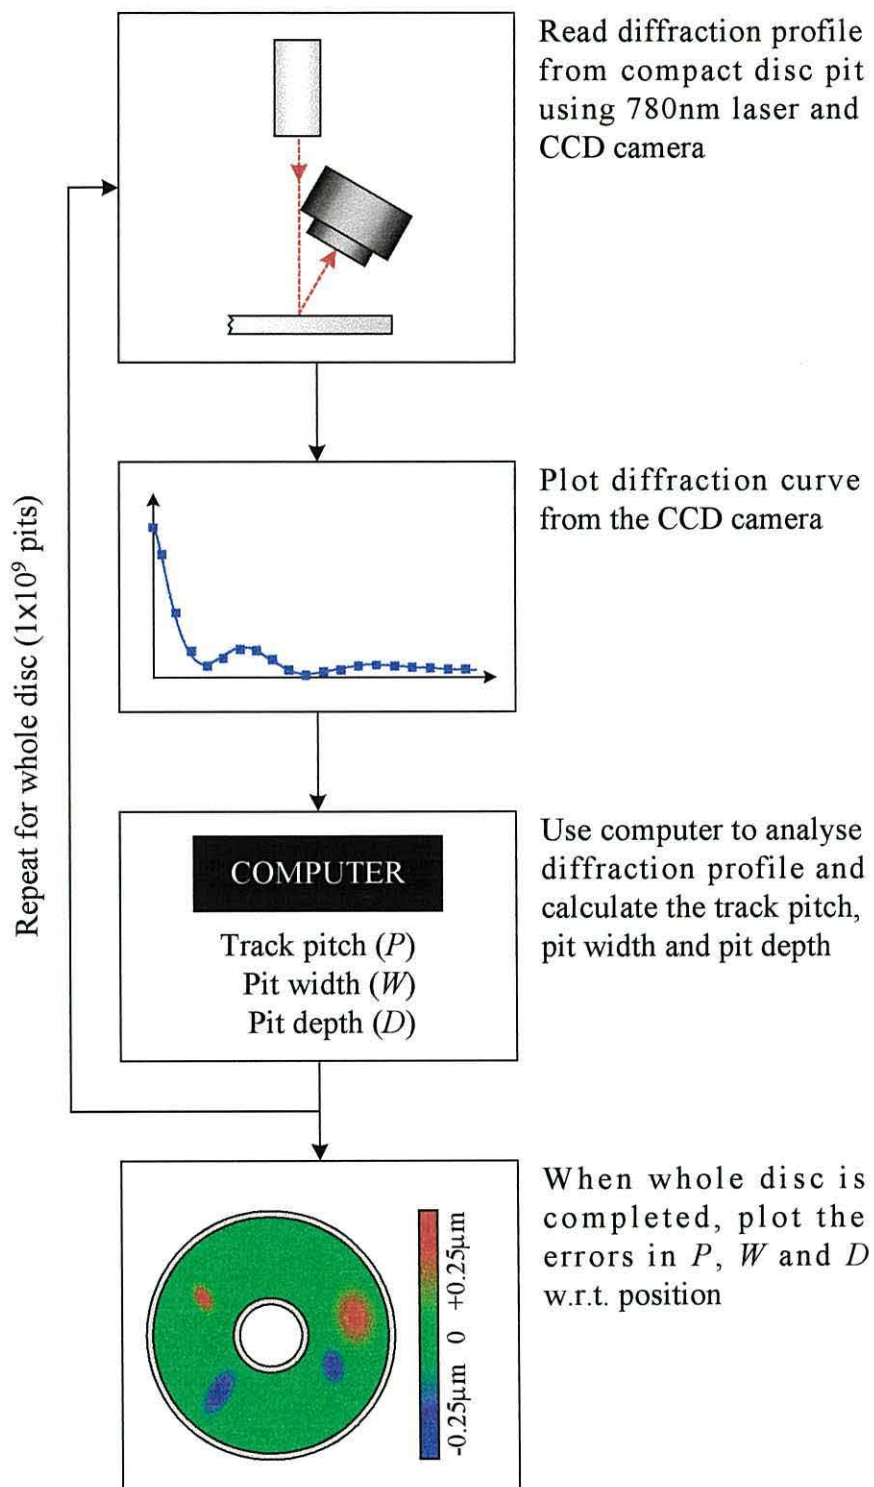 Read diffraction profile
from compact disc pit
using 780nm laser and
CCD camera
Repeat for whole disc (1x10⁹ pits)
Plot diffraction curve
from the CCD camera
COMPUTER
Track pitch (P)
Pit width (W)
Pit depth (D)
Use computer to analyse
diffraction profile and
calculate the track pitch,
pit width and pit depth
-0.25µm 0 +0.25µm
When whole disc is
completed, plot the
errors in P, W and D
w.r.t. position